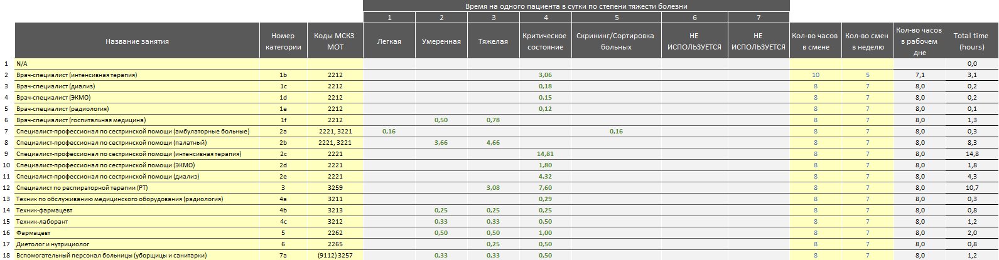 Время на одного пациента в сутки по степени тяжести болезни
1 2 3 4 5 6 7
Название занятия Номер категории Коды МСКЗ МОТ Легкая Умеренная Тяжелая Критическое состояние Скрининг/Сортировка больных НЕ ИСПОЛЬЗУЕТСЯ НЕ ИСПОЛЬЗУЕТСЯ Кол-во часов в смене Кол-во смен в неделю Кол-во часов в рабочем дне Total time (hours)
1 N/A 0,0
2 Врач-специалист (интенсивная терапия) 1b 2212 3,06 10 5 7,1 3,1
3 Врач-специалист (диализ) 1c 2212 0,18 8 7 8,0 0,2
4 Врач-специалист (ЭКМО) 1d 2212 0,15 8 7 8,0 0,2
5 Врач-специалист (радиология) 1e 2212 0,12 8 7 8,0 0,1
6 Врач-специалист (госпитальная медицина) 1f 2212 0,50 0,78 8 7 8,0 1,3
7 Специалист-профессионал по сестринской помощи (амбулаторные больные) 2a 2221, 3221 0,16 0,16 8 7 8,0 0,3
8 Специалист-профессионал по сестринской помощи (палатный) 2b 2221, 3221 3,66 4,66 8 7 8,0 8,3
9 Специалист-профессионал по сестринской помощи (интенсивная терапия) 2c 2221 14,81 8 7 8,0 14,8
10 Специалист-профессионал по сестринской помощи (ЭКМО) 2d 2221 1,80 8 7 8,0 1,8
11 Специалист-профессионал по сестринской помощи (диализ) 2e 2221 4,32 8 7 8,0 4,3
12 Специалист по респираторной терапии (РТ) 3 3259 3,08 7,60 8 7 8,0 10,7
13 Техник по обслуживанию медицинского оборудования (радиология) 4a 3211 0,29 8 7 8,0 0,3
14 Техник-фармацевт 4b 3213 0,25 0,25 0,25 8 7 8,0 0,8
15 Техник-лаборант 4c 3212 0,33 0,33 0,50 8 7 8,0 1,2
16 Фармацевт 5 2262 0,50 0,50 1,00 8 7 8,0 2,0
17 Диетолог и нутрициолог 6 2265 0,25 0,50 8 7 8,0 0,8
18 Вспомогательный персонал больницы (уборщицы и санитарки) 7a (9112) 3257 0,33 0,33 0,50 8 7 8,0 1,2